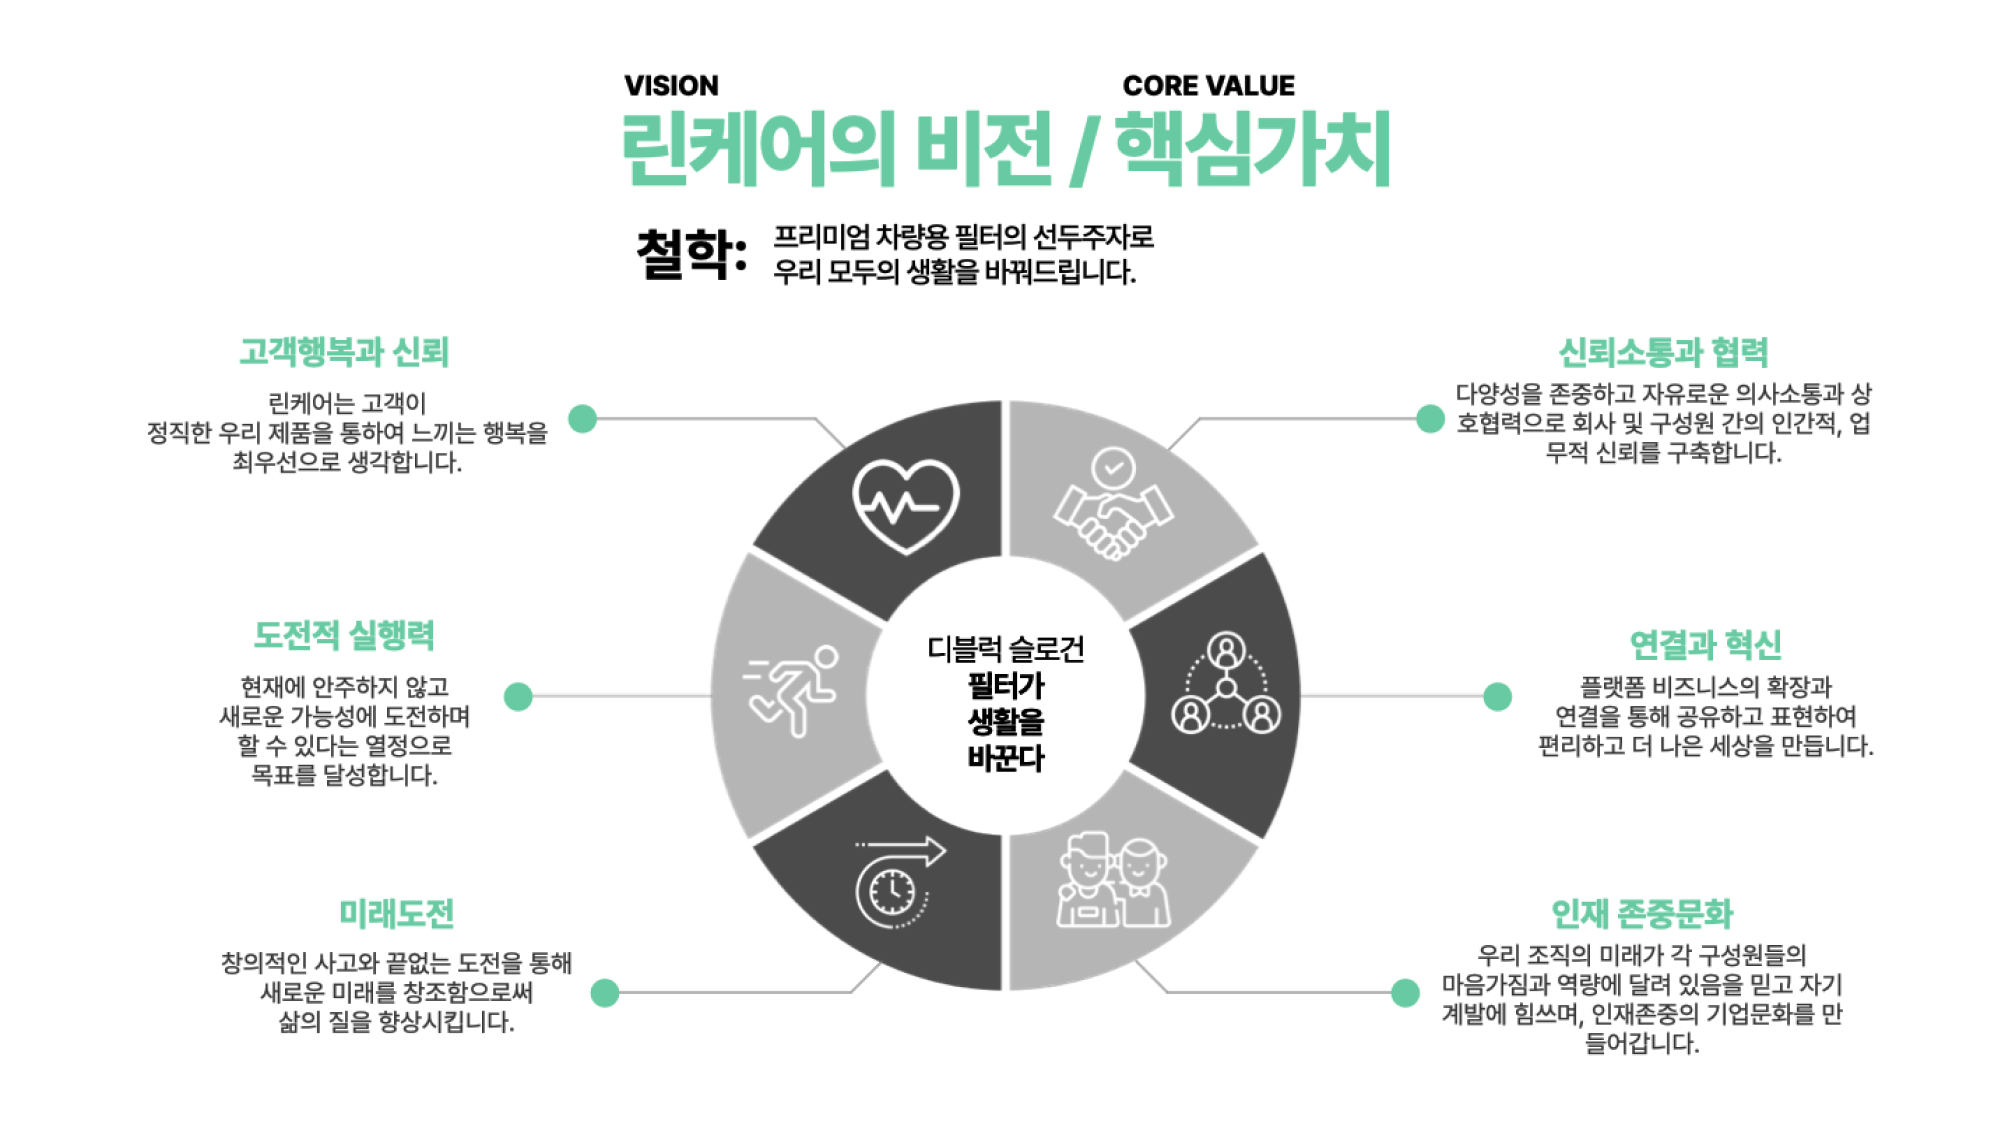 VISION
CORE VALUE
린케어의 비전 / 핵심가치
철학:
프리미엄 차량용 필터의 선두주자로
우리 모두의 생활을 바꿔드립니다.
고객행복과 신뢰
린케어는 고객이
정직한 우리 제품을 통하여 느끼는 행복을
최우선으로 생각합니다.
신뢰소통과 협력
다양성을 존중하고 자유로운 의사소통과 상
호협력으로 회사 및 구성원 간의 인간적, 업
무적 신뢰를 구축합니다.
도전적 실행력
현재에 안주하지 않고
새로운 가능성에 도전하며
할 수 있다는 열정으로
목표를 달성합니다.
디블럭 슬로건
필터가
생활을
바꾼다
연결과 혁신
플랫폼 비즈니스의 확장과
연결을 통해 공유하고 표현하여
편리하고 더 나은 세상을 만듭니다.
미래도전
창의적인 사고와 끝없는 도전을 통해
새로운 미래를 창조함으로써
삶의 질을 향상시킵니다.
인재 존중문화
우리 조직의 미래가 각 구성원들의
마음가짐과 역량에 달려 있음을 믿고 자기
계발에 힘쓰며, 인재존중의 기업문화를 만
들어갑니다.